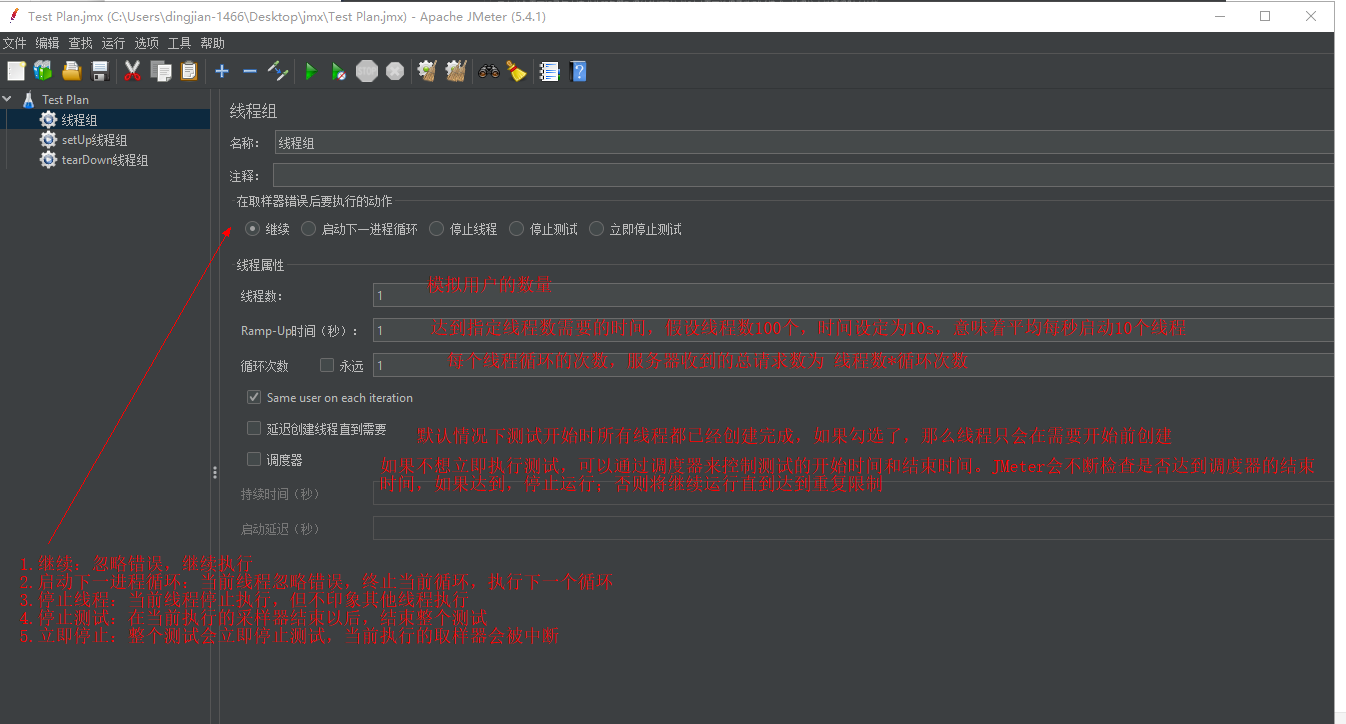 Test Plan.jmx (C:\Users\dingjian-1466\Desktop\jmx\Test Plan.jmx) - Apache JMeter (5.4.1)
文件 编辑 查找 运行 选项 工具 帮助
STOP
Test Plan
线程组
setUp线程组
tearDown线程组
线程组
名称： 线程组
注释：
在取样器错误后要执行的动作
继续 启动下一进程循环 停止线程 停止测试 立即停止测试
线程属性
模拟用户的数量
线程数： 1
Ramp-Up时间（秒）： 1 达到指定线程数需要的时间，假设线程数100个，时间设定为10s，意味着平均每秒启动10个线程
循环次数 永远 1 每个线程循环的次数，服务器收到的总请求数为 线程数*循环次数
Same user on each iteration
延迟创建线程直到需要 默认情况下测试开始时所有线程都已经创建完成，如果勾选了，那么线程只会在需要开始前创建
调度器 如果不想立即执行测试，可以通过调度器来控制测试的开始时间和结束时间。JMeter会不断检查是否达到调度器的结束
时间，如果达到，停止运行；否则将继续运行直到达到重复限制
持续时间（秒）
启动延迟（秒）
1.继续：忽略错误，继续执行
2.启动下一进程循环：当前线程忽略错误，终止当前循环，执行下一个循环
3.停止线程：当前线程停止执行，但不印象其他线程执行
4.停止测试：在当前执行的采样器结束以后，结束整个测试
5.立即停止：整个测试会立即停止测试，当前执行的取样器会被中断